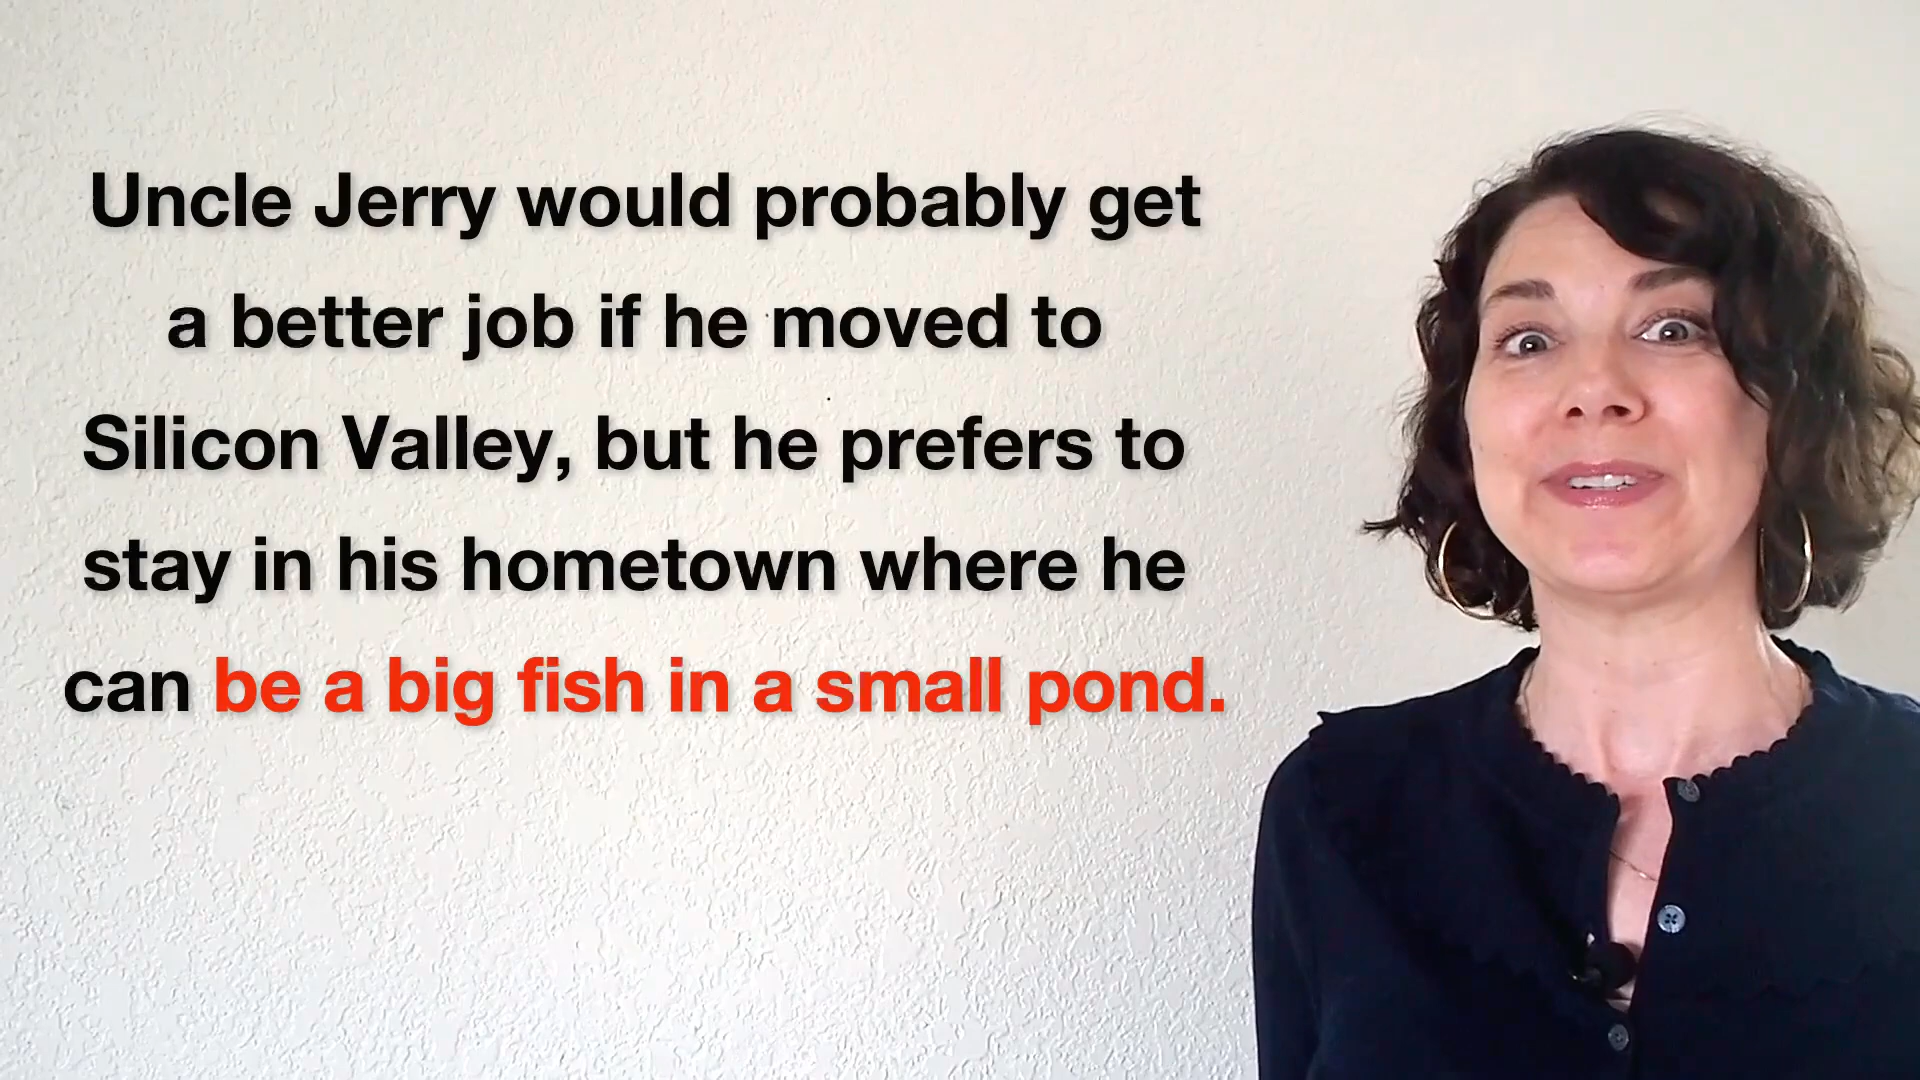 Uncle Jerry would probably get
a better job if he moved to
Silicon Valley, but he prefers to
stay in his hometown where he
can be a big fish in a small pond.